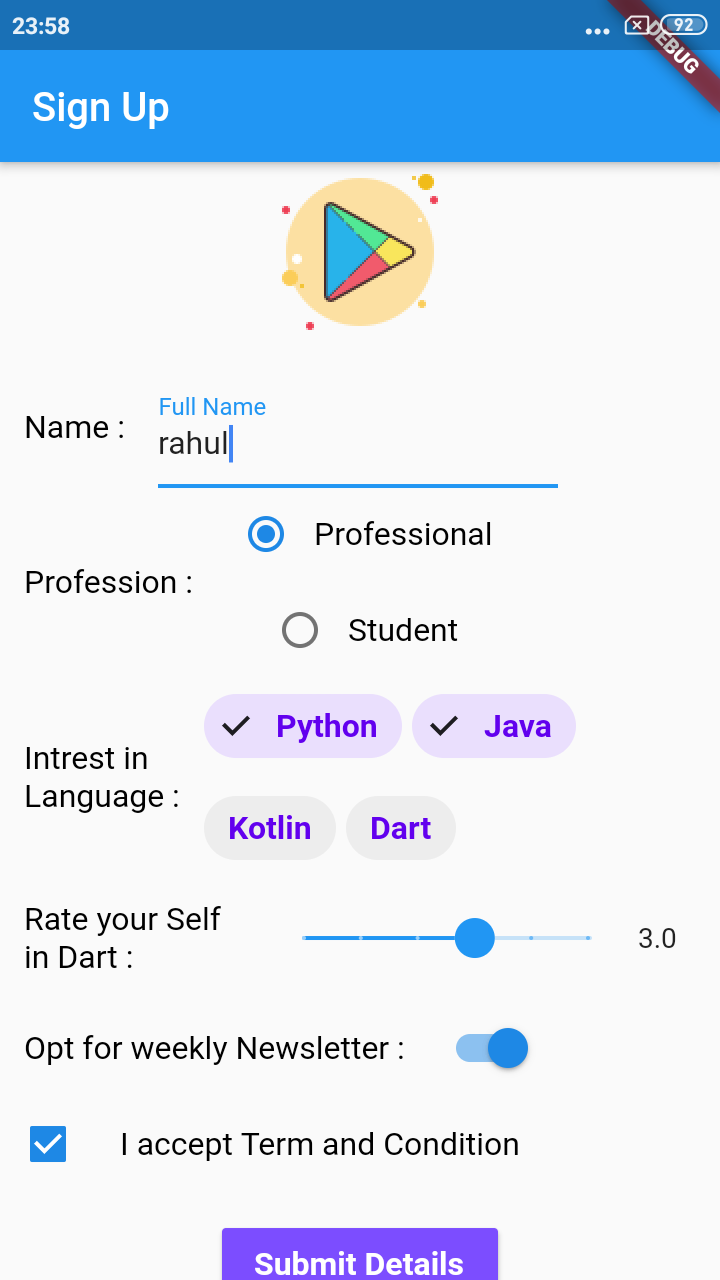 23:58
92
DEBUG
Sign Up
Full Name
Name :
rahul
Professional
Profession :
Student
Python
Java
Intrest in
Language :
Kotlin
Dart
Rate your Self
in Dart :
3.0
Opt for weekly Newsletter :
I accept Term and Condition
Submit Details